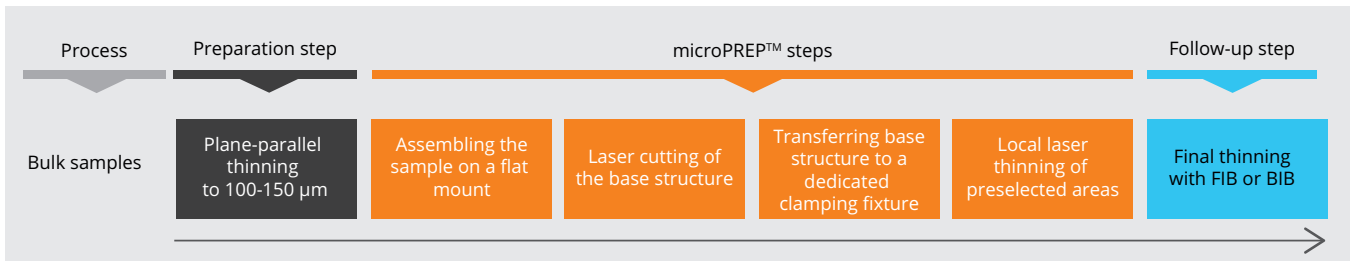 Process
Preparation step
microPREP™ steps
Follow-up step
Bulk samples
Plane-parallel
thinning
to 100-150 µm
Assembling the
sample on a flat
mount
Laser cutting of
the base structure
Transferring base
structure to a
dedicated
clamping fixture
Local laser
thinning of
preselected areas
Final thinning
with FIB or BIB